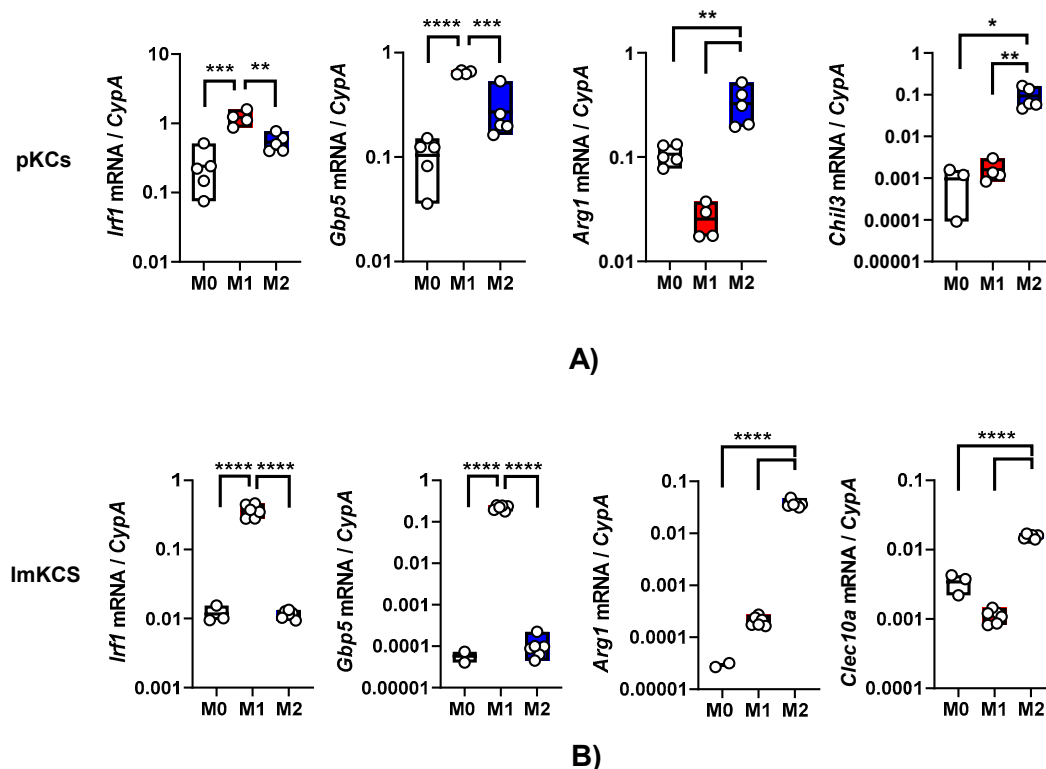 pKCs
Irf1 mRNA / CypA
10
1
0.1
0.01
*** **
M0 M1 M2
Gbp5 mRNA / CypA
1
0.1
0.01
**** ***
M0 M1 M2
Arg1 mRNA / CypA
1
0.1
0.01
**
M0 M1 M2
Chil3 mRNA / CypA
1
0.1
0.01
0.001
0.0001
0.00001
*
**
M0 M1 M2
A)
ImKCS
Irf1 mRNA / CypA
1
0.1
0.01
0.001
**** ****
M0 M1 M2
Gbp5 mRNA / CypA
1
0.1
0.01
0.0001
0.0001
0.00001
**** ****
M0 M1 M2
Arg1 mRNA / CypA
0.1
0.01
0.001
0.0001
0.00001
****
M0 M1 M2
Clec10a mRNA / CypA
0.1
0.01
0.001
0.0001
****
M0 M1 M2
B)